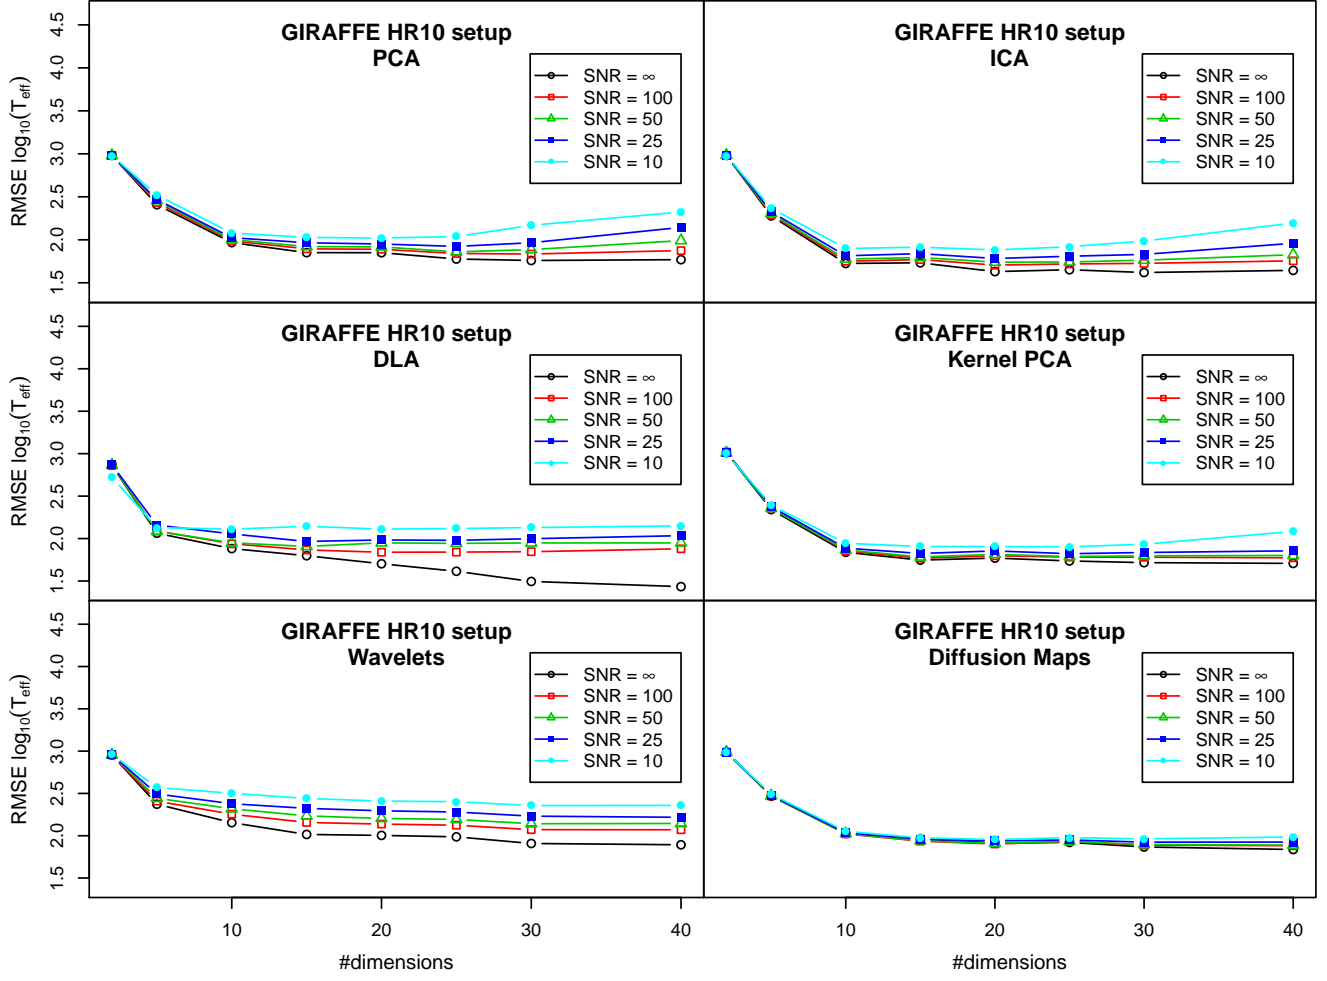 GIRAFFE HR10 setup
PCA
SNR = ∞
SNR = 100
SNR = 50
SNR = 25
SNR = 10
RMSE log₁₀(Tₑff)
4.5
4.0
3.5
3.0
2.5
2.0
1.5
GIRAFFE HR10 setup
ICA
SNR = ∞
SNR = 100
SNR = 50
SNR = 25
SNR = 10
GIRAFFE HR10 setup
DLA
SNR = ∞
SNR = 100
SNR = 50
SNR = 25
SNR = 10
RMSE log₁₀(Tₑff)
4.5
4.0
3.5
3.0
2.5
2.0
1.5
GIRAFFE HR10 setup
Kernel PCA
SNR = ∞
SNR = 100
SNR = 50
SNR = 25
SNR = 10
GIRAFFE HR10 setup
Wavelets
SNR = ∞
SNR = 100
SNR = 50
SNR = 25
SNR = 10
RMSE log₁₀(Tₑff)
4.5
4.0
3.5
3.0
2.5
2.0
1.5
10 20 30 40
#dimensions
GIRAFFE HR10 setup
Diffusion Maps
SNR = ∞
SNR = 100
SNR = 50
SNR = 25
SNR = 10
10 20 30 40
#dimensions